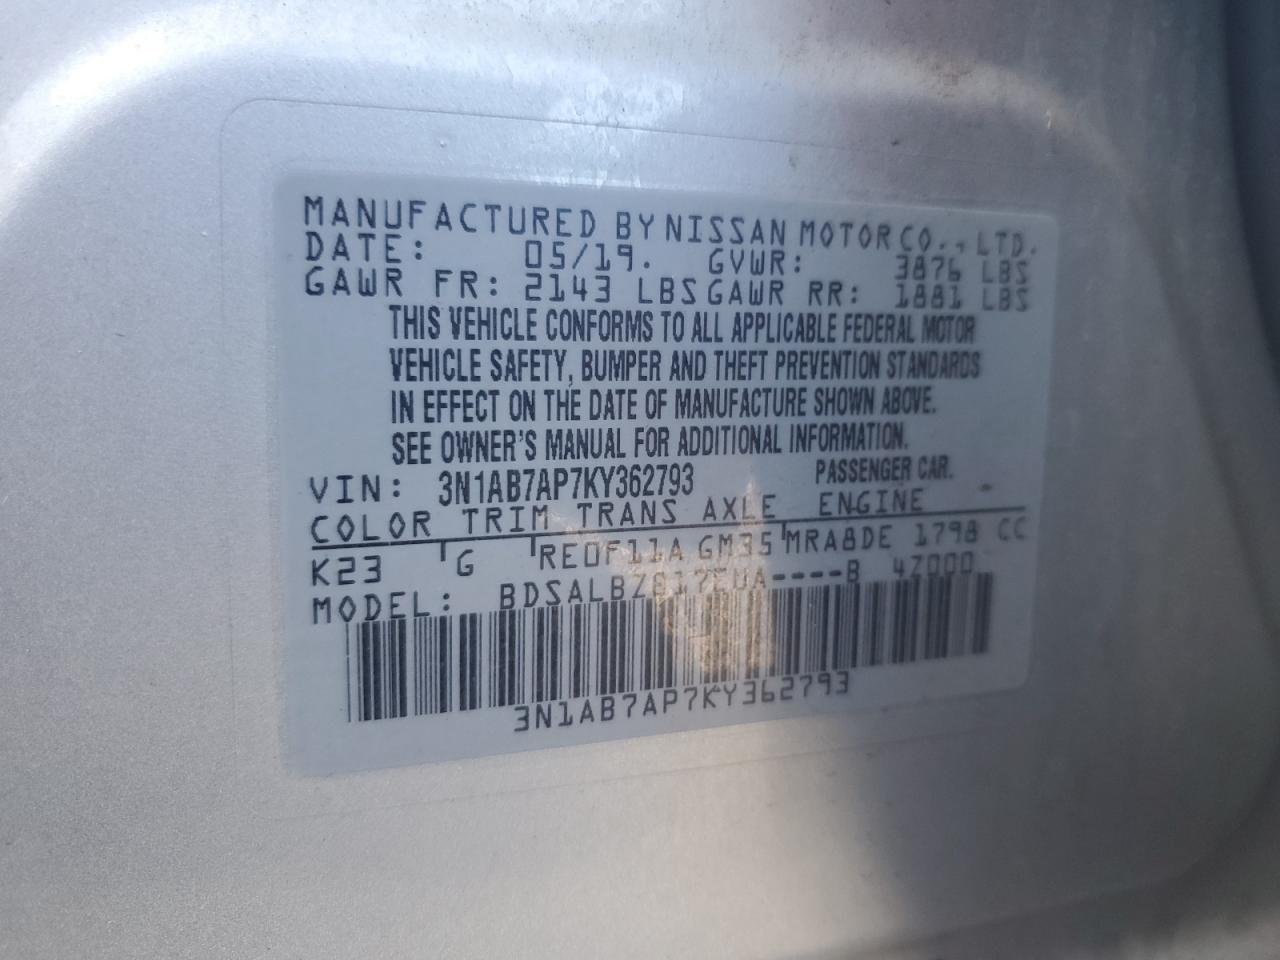 MANUFACTURED BY NISSAN MOTOR CO., LTD.
DATE: 05/19. GVWR: 3876 LBS
GAWR FR: 2143 LBS GAWR RR: 1881 LBS
THIS VEHICLE CONFORMS TO ALL APPLICABLE FEDERAL MOTOR
VEHICLE SAFETY, BUMPER AND THEFT PREVENTION STANDARDS
IN EFFECT ON THE DATE OF MANUFACTURE SHOWN ABOVE.
SEE OWNER'S MANUAL FOR ADDITIONAL INFORMATION.
VIN: 3N1AB7AP7KY362793 PASSENGER CAR.
COLOR TRIM TRANS AXLE ENGINE
K23 G RE0F11A GM35 MRA8DE 1798 CC
MODEL: BDSALBZB17EUA----B 4Z000
3N1AB7AP7KY362793